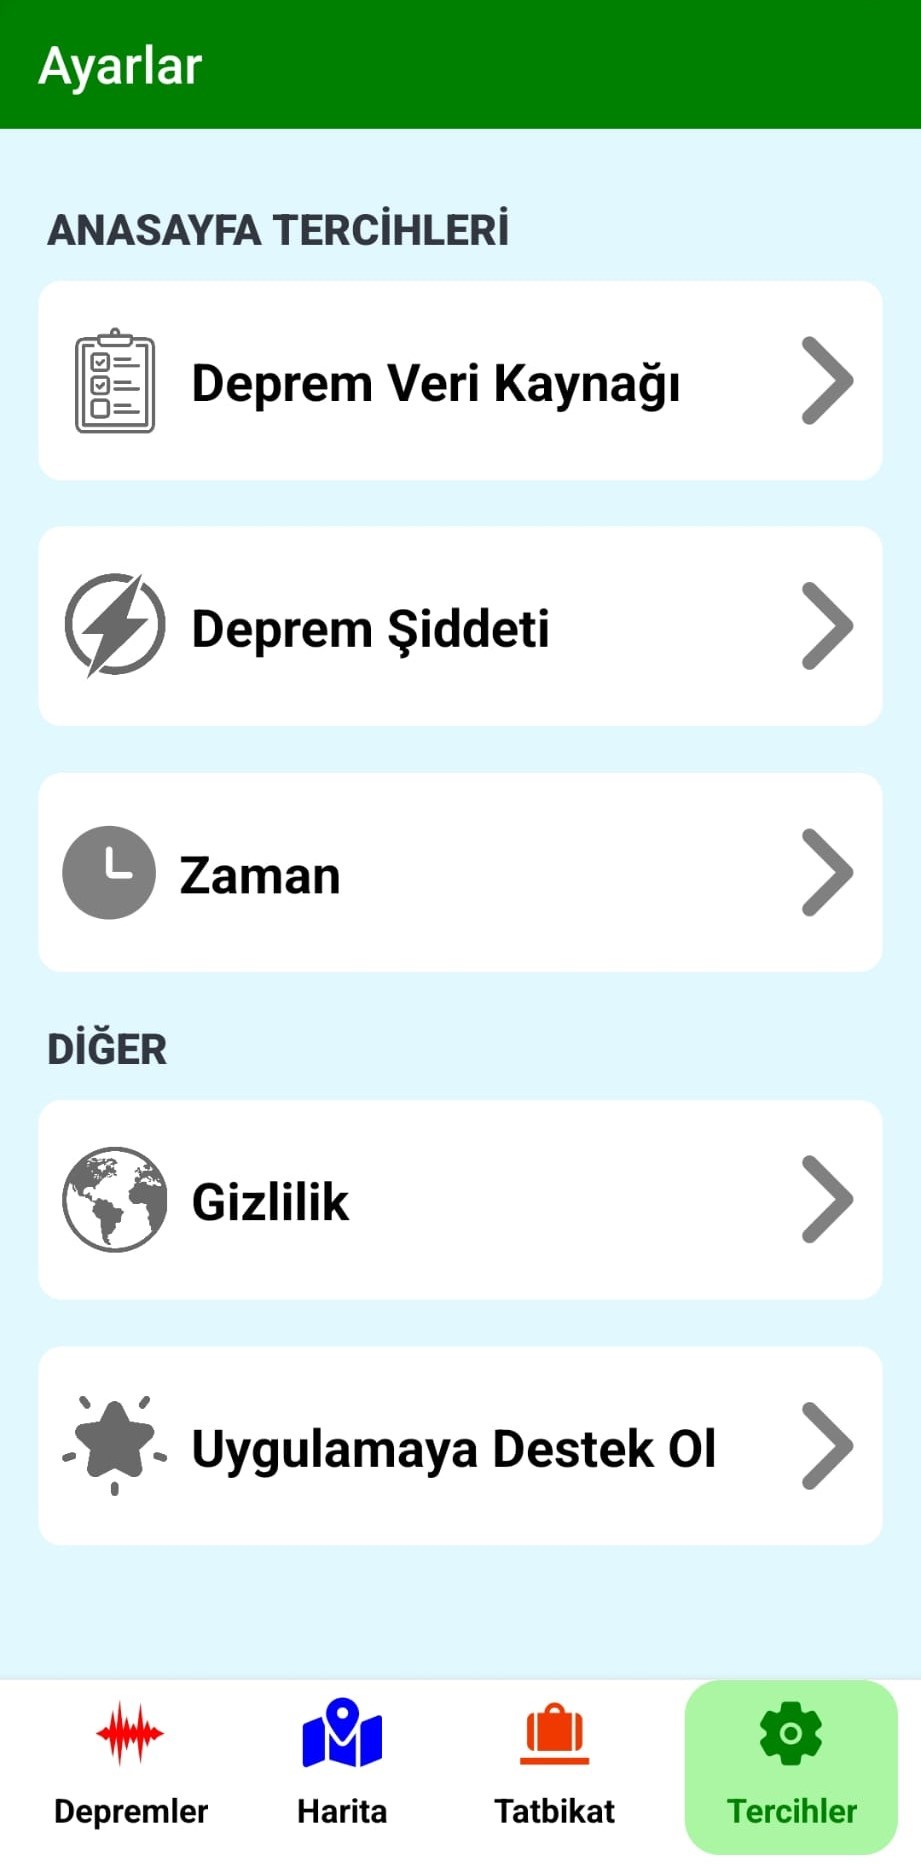 Ayarlar
ANASAYFA TERCİHLERİ
Deprem Veri Kaynağı
Deprem Şiddeti
Zaman
DİĞER
Gizlilik
Uygulamaya Destek Ol
Depremler
Harita
Tatbikat
Tercihler